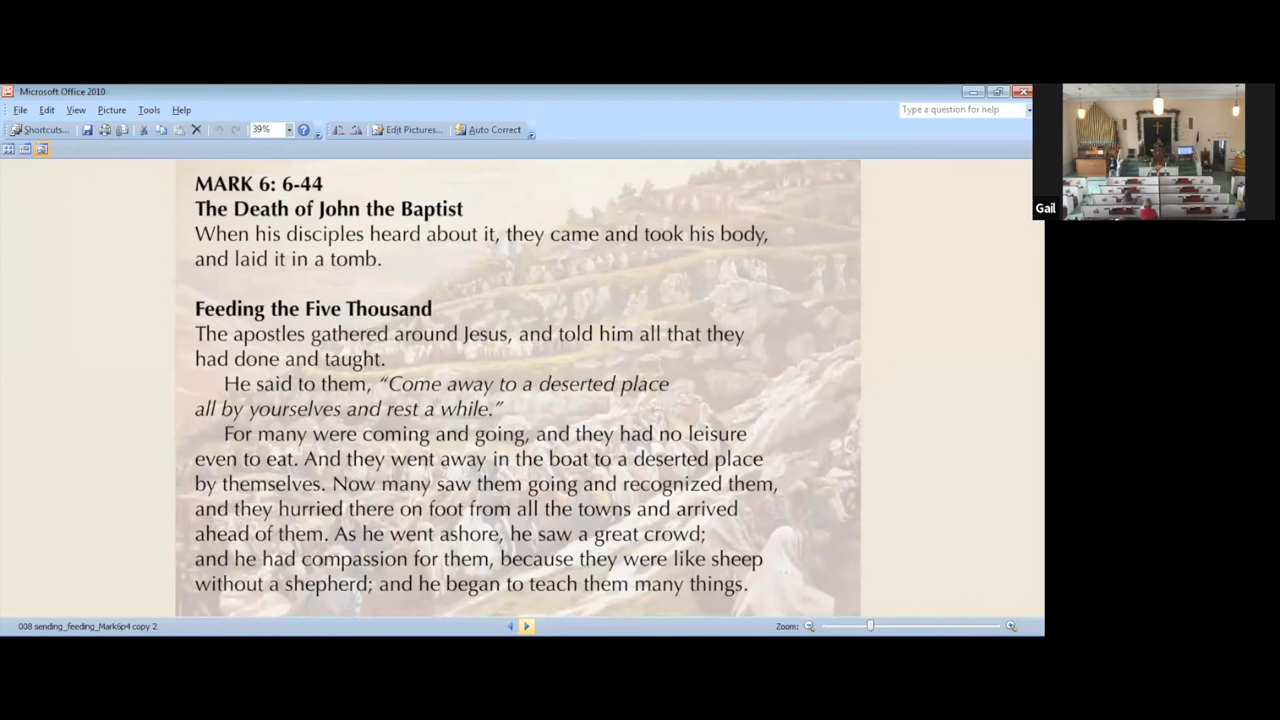 Microsoft Office 2010
File Edit View Picture Tools Help
Type a question for help
Shortcuts...
39%
Edit Pictures...
Auto Correct
MARK 6: 6-44
The Death of John the Baptist
When his disciples heard about it, they came and took his body,
and laid it in a tomb.
Feeding the Five Thousand
The apostles gathered around Jesus, and told him all that they
had done and taught.
He said to them, “Come away to a deserted place
all by yourselves and rest a while.”
For many were coming and going, and they had no leisure
even to eat. And they went away in the boat to a deserted place
by themselves. Now many saw them going and recognized them,
and they hurried there on foot from all the towns and arrived
ahead of them. As he went ashore, he saw a great crowd;
and he had compassion for them, because they were like sheep
without a shepherd; and he began to teach them many things.
008 sending_feeding_Mark6p4 copy 2
Zoom:
Gail